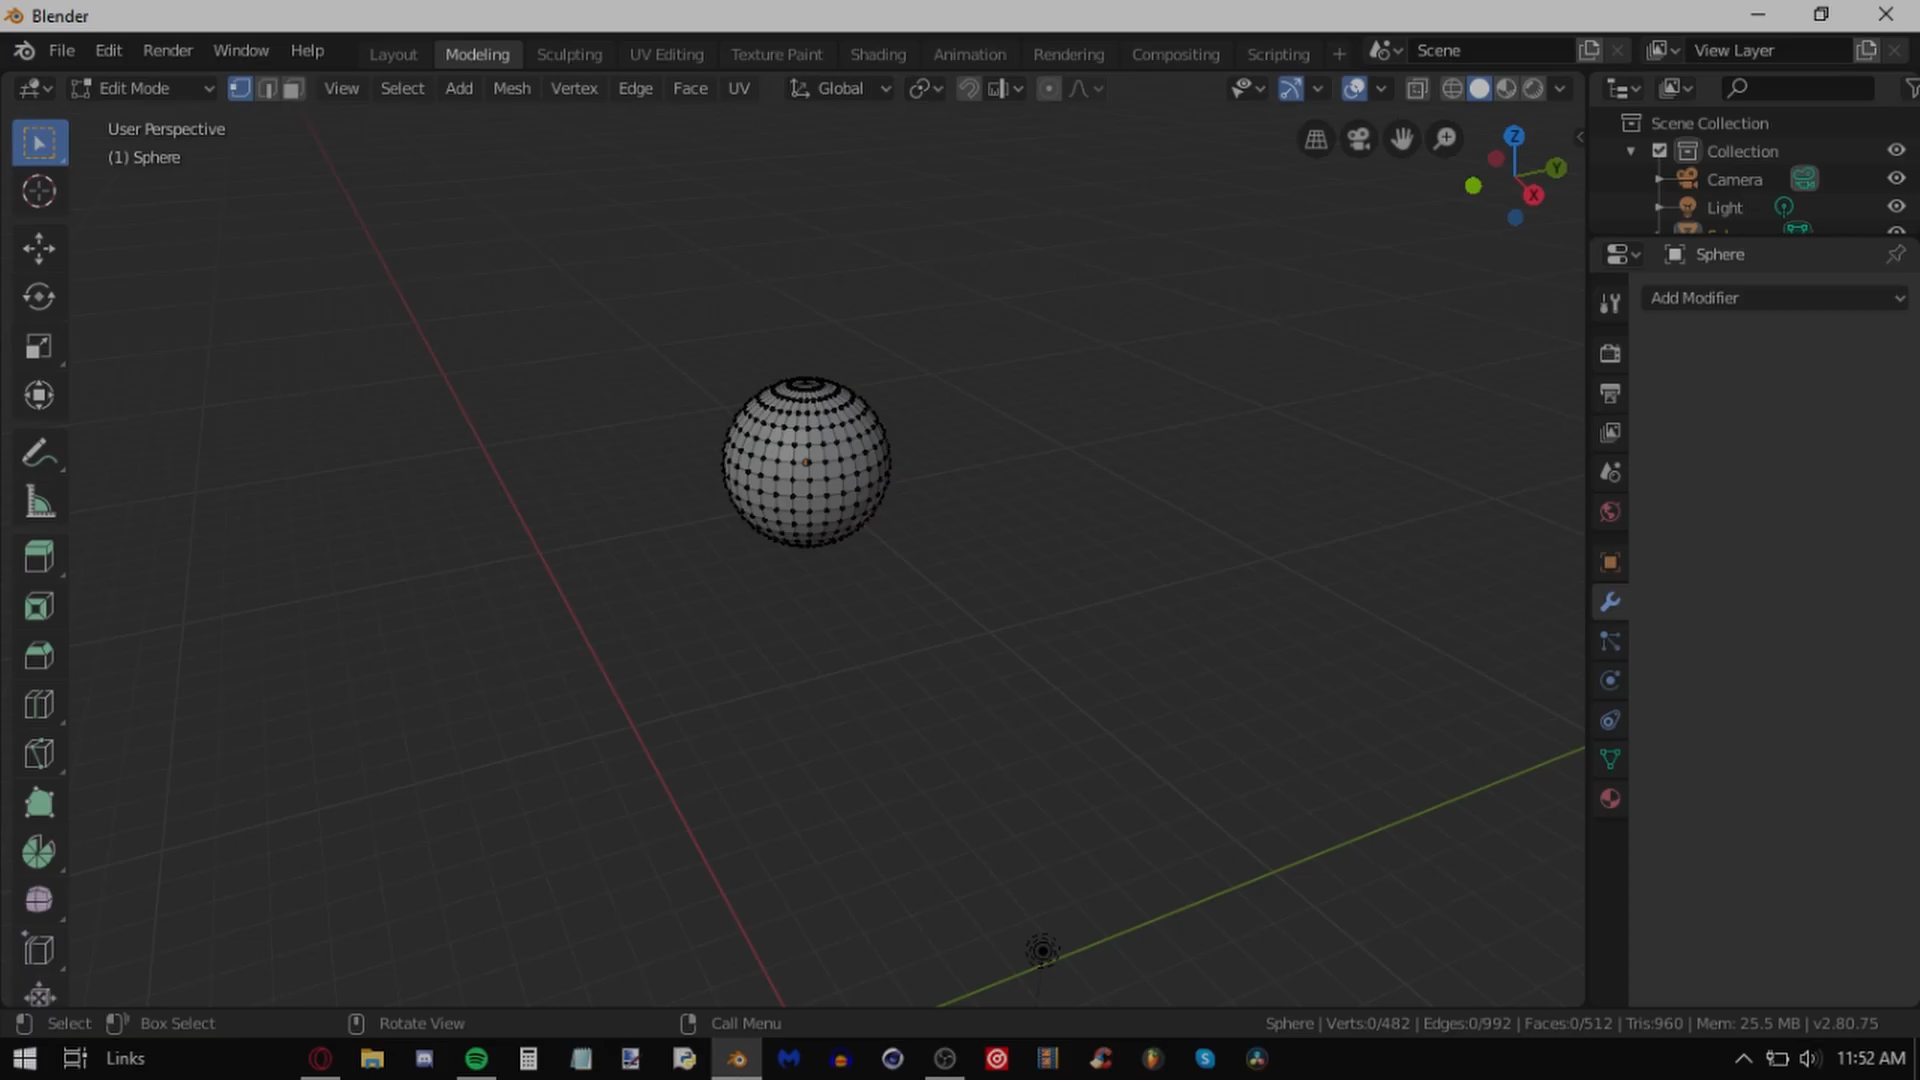 Blender
File Edit Render Window Help Layout Modeling Sculpting UV Editing Texture Paint Shading Animation Rendering Compositing Scripting + Scene View Layer
Edit Mode View Select Add Mesh Vertex Edge Face UV Global
User Perspective
(1) Sphere
Z
Y
X
Scene Collection
Collection
Camera
Light
Sphere
Add Modifier
Select Box Select Rotate View Call Menu Sphere | Verts:0/482 | Edges:0/992 | Faces:0/512 | Tris:960 | Mem: 25.5 MB | v2.80.75
Links 11:52 AM